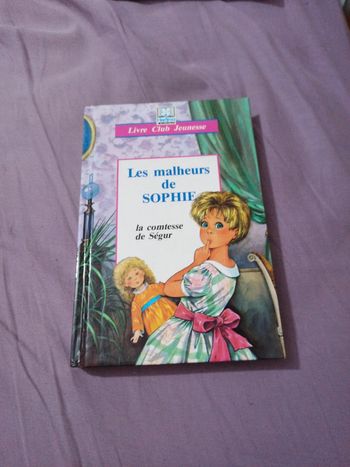 Livre Club Jeunesse
Les malheurs
de
SOPHIE
la comtesse
de Ségur